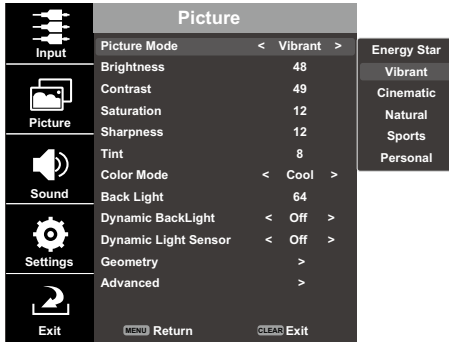 Picture
Input
Picture
Sound
Settings
Exit
Picture Mode < Vibrant >
Brightness 48
Contrast 49
Saturation 12
Sharpness 12
Tint 8
Color Mode < Cool >
Back Light 64
Dynamic BackLight < Off >
Dynamic Light Sensor < Off >
Geometry >
Advanced >
MENU Return CLEAR Exit
Energy Star
Vibrant
Cinematic
Natural
Sports
Personal